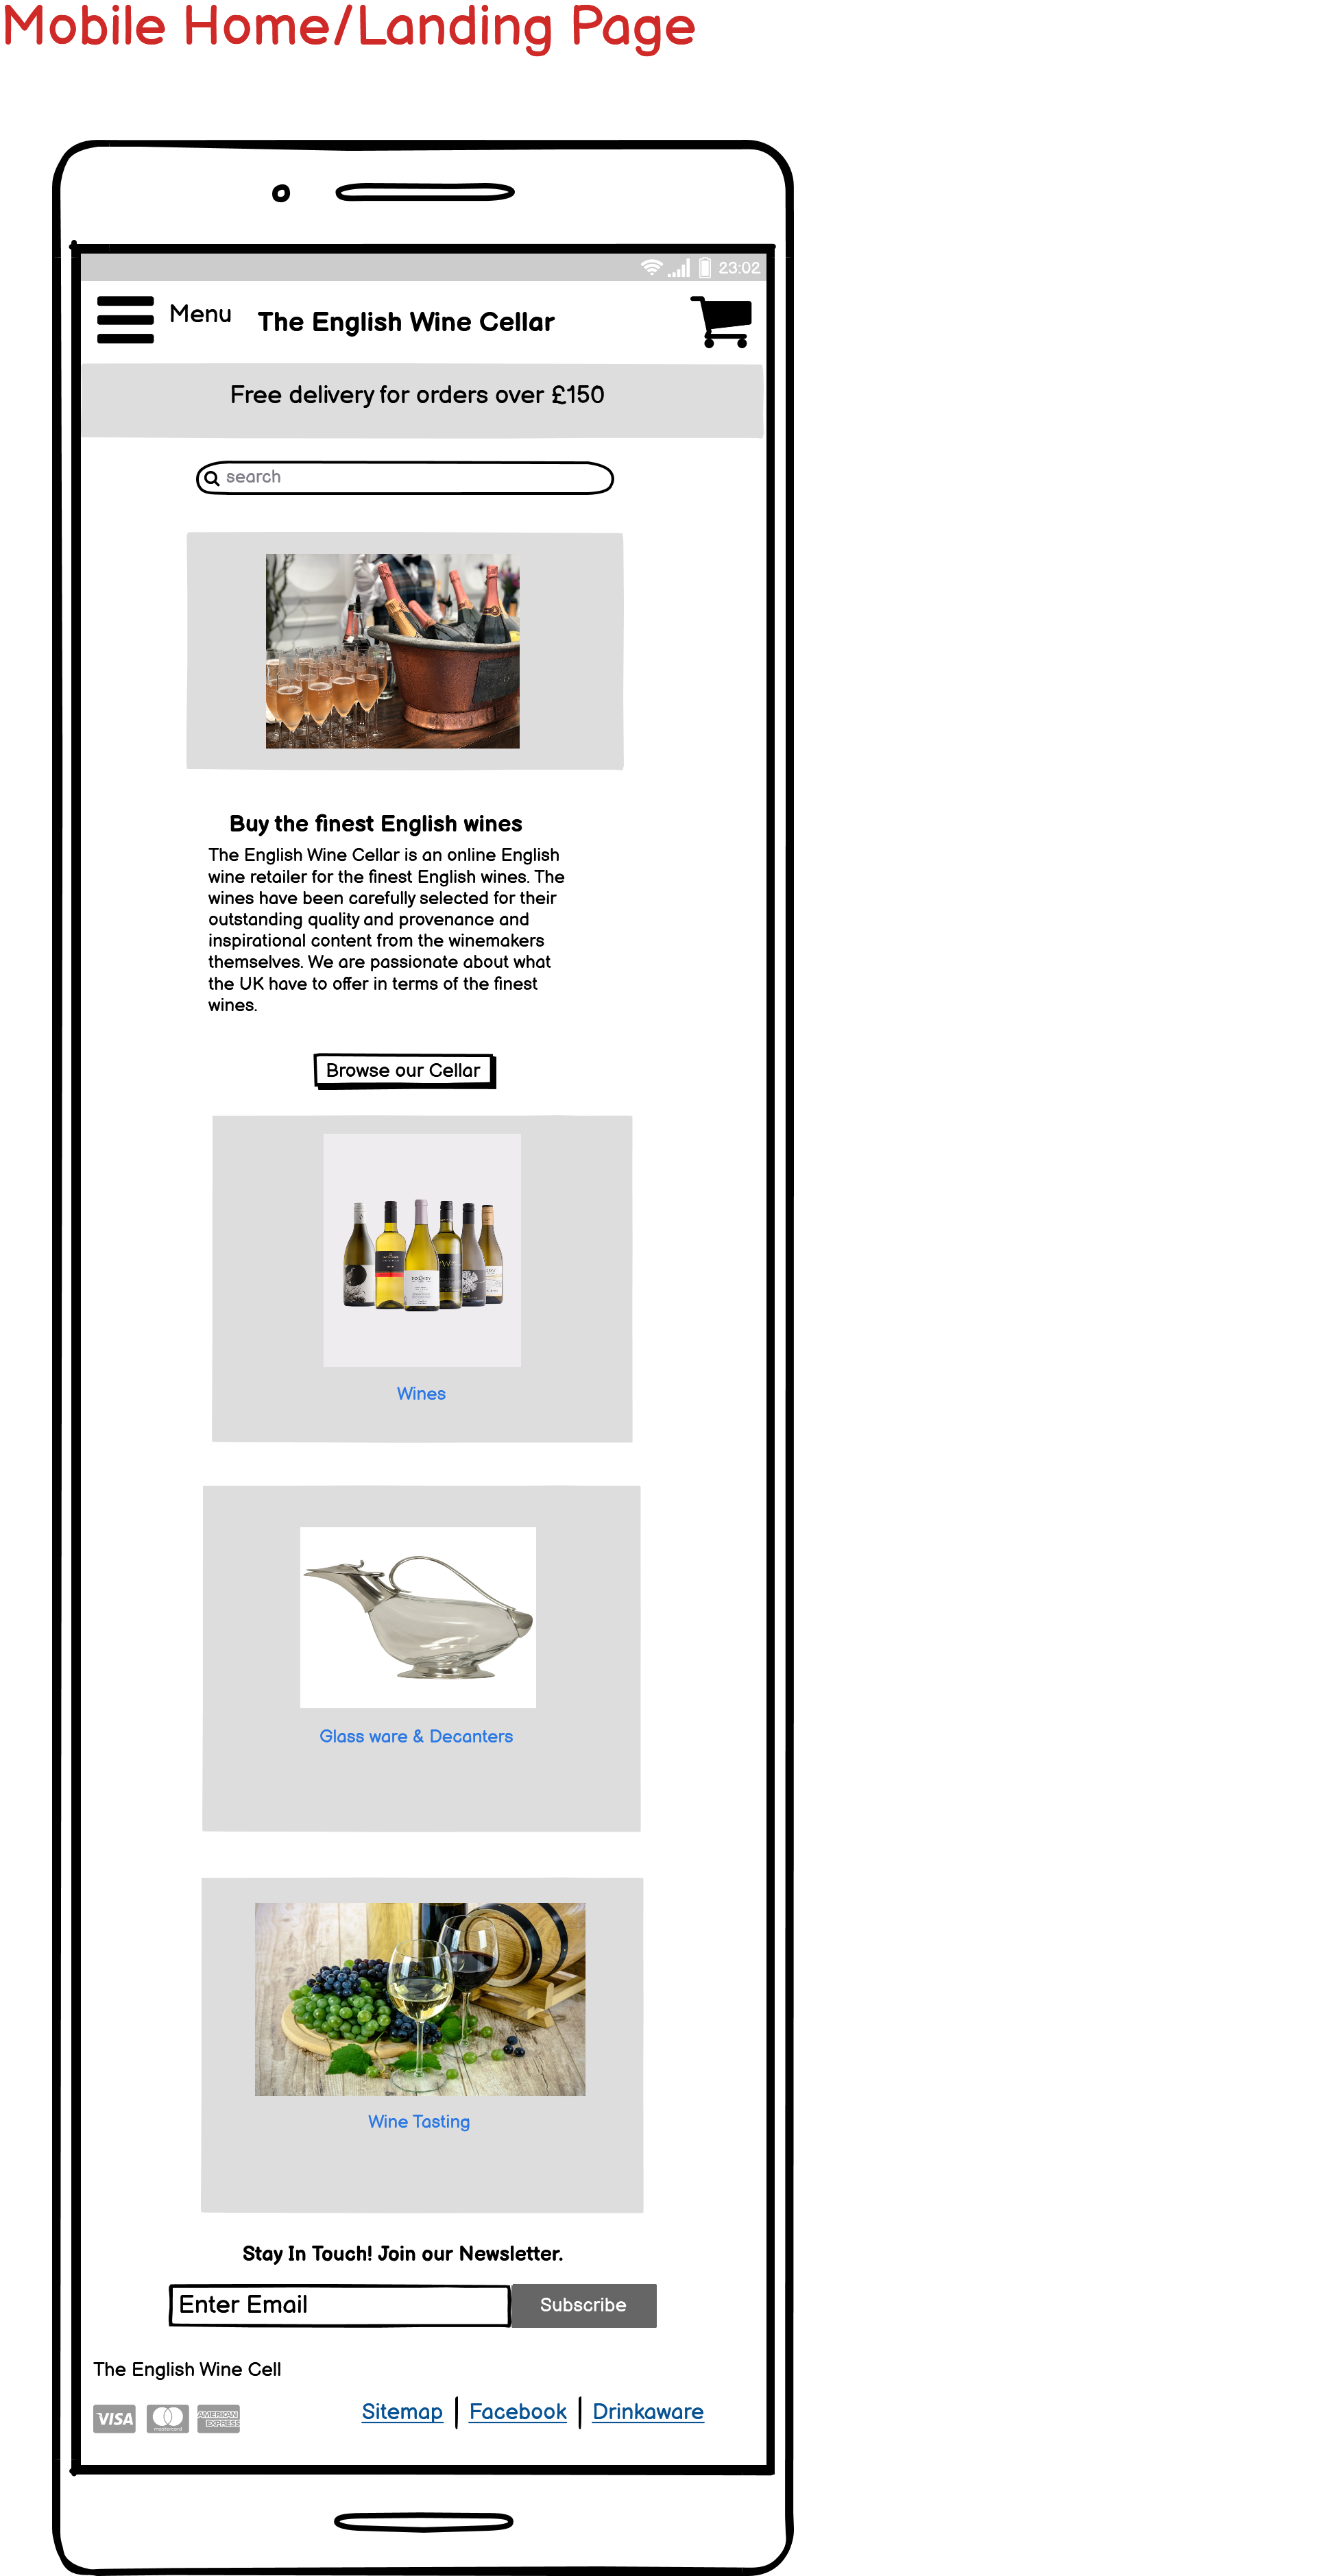 Mobile Home/Landing Page
23:02
Menu
The English Wine Cellar
Free delivery for orders over £150
search
Buy the finest English wines
The English Wine Cellar is an online English
wine retailer for the finest English wines. The
wines have been carefully selected for their
outstanding quality and provenance and
inspirational content from the winemakers
themselves. We are passionate about what
the UK have to offer in terms of the finest
wines.
Browse our Cellar
Wines
Glass ware & Decanters
Wine Tasting
Stay In Touch! Join our Newsletter.
Enter Email
Subscribe
The English Wine Cell
VISA
mastercard
AMERICAN
EXPRESS
Sitemap
Facebook
Drinkaware